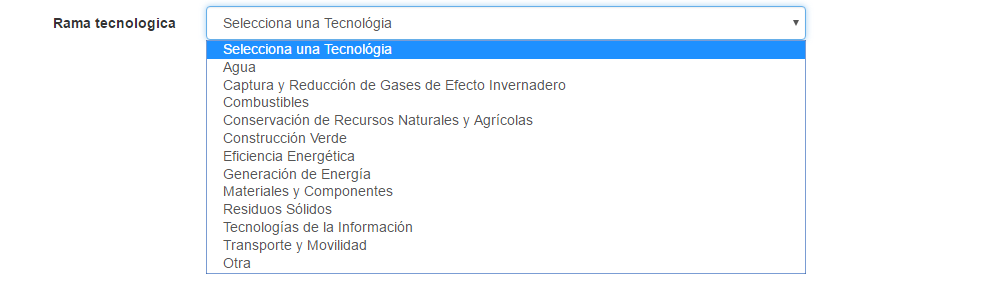 Rama tecnologica Selecciona una Tecnológia
Selecciona una Tecnológia
Agua
Captura y Reducción de Gases de Efecto Invernadero
Combustibles
Conservación de Recursos Naturales y Agrícolas
Construcción Verde
Eficiencia Energética
Generación de Energía
Materiales y Componentes
Residuos Sólidos
Tecnologías de la Información
Transporte y Movilidad
Otra